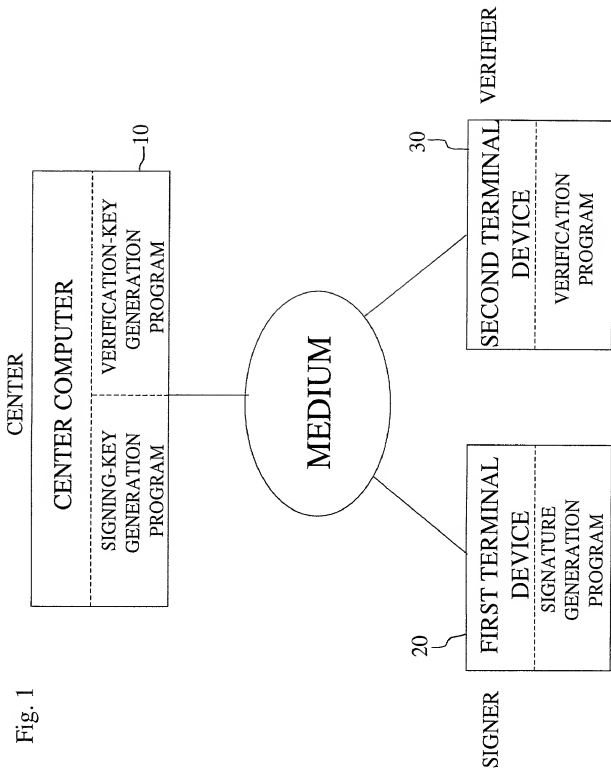 Fig. 1
CENTER
CENTER COMPUTER
SIGNING-KEY
GENERATION
PROGRAM
VERIFICATION-KEY
GENERATION
PROGRAM
10
MEDIUM
SIGNER
20
FIRST TERMINAL
DEVICE
SIGNATURE
GENERATION
PROGRAM
30
SECOND TERMINAL
DEVICE
VERIFICATION
PROGRAM
VERIFIER